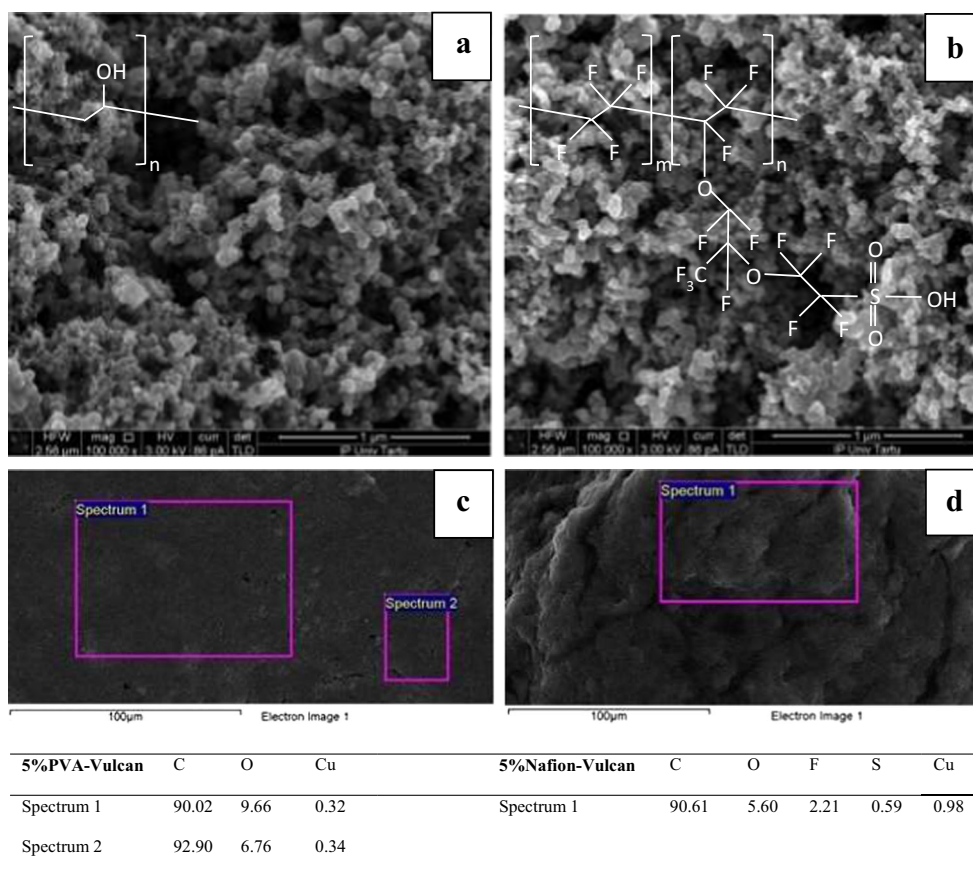 a
OH
n
b
F F F F
F F F
m n
O
F F F F O
F3C O S OH
F F F O
HFW mag HV curr det 1 µm
2.56 µm 100 000 x 3.00 kV 86 pA TLD IP Univ Tartu
HFW mag HV curr det 1 µm
2.56 µm 100 000 x 3.00 kV 86 pA TLD IP Univ Tartu
Spectrum 1
c
Spectrum 2
100µm Electron Image 1
Spectrum 1
d
100µm Electron Image 1
5%PVA-Vulcan C O Cu
Spectrum 1 90.02 9.66 0.32
Spectrum 2 92.90 6.76 0.34
5%Nafion-Vulcan C O F S Cu
Spectrum 1 90.61 5.60 2.21 0.59 0.98